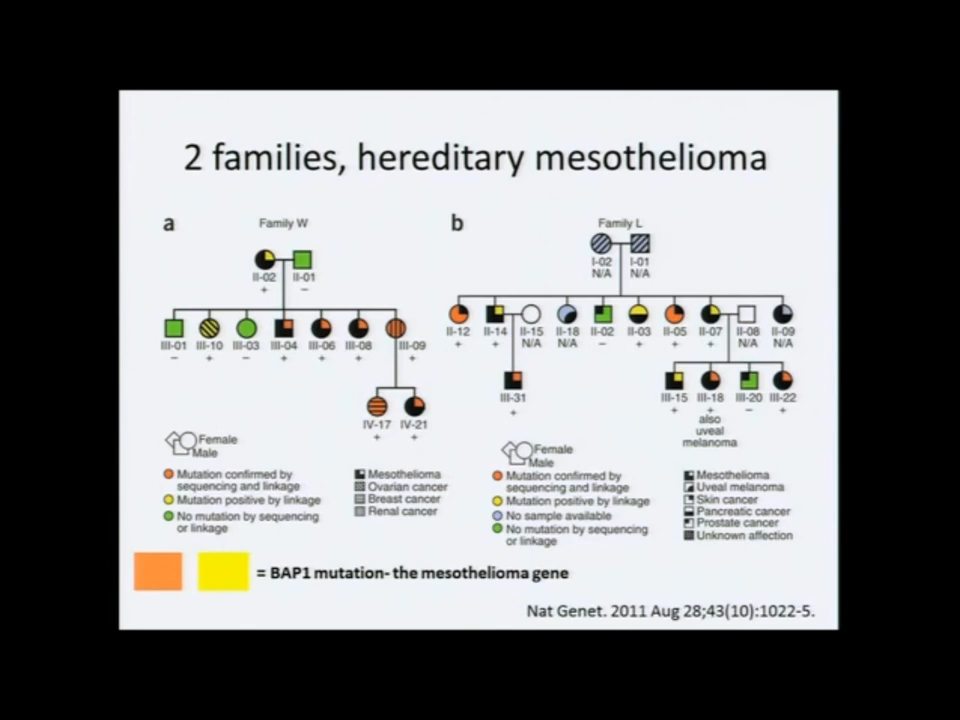 2 families, hereditary mesothelioma
a
Family W
II-02
II-01
+
−
III-01
III-10
III-03
III-04
III-06
III-08
III-09
−
+
−
+
+
+
+
IV-17
IV-21
+
+
Female
Male
Mutation confirmed by
sequencing and linkage
Mutation positive by linkage
No mutation by sequencing
or linkage
Mesothelioma
Ovarian cancer
Breast cancer
Renal cancer
b
Family L
I-02
I-01
N/A
N/A
II-12
II-14
II-15
II-18
II-02
II-03
II-05
II-07
II-08
II-09
+
+
N/A
N/A
−
+
+
+
N/A
N/A
III-31
+
III-15
III-18
III-20
III-22
+
+
−
+
also
uveal
melanoma
Female
Male
Mutation confirmed by
sequencing and linkage
Mutation positive by linkage
No sample available
No mutation by sequencing
or linkage
Mesothelioma
Uveal melanoma
Skin cancer
Pancreatic cancer
Prostate cancer
Unknown affection
= BAP1 mutation- the mesothelioma gene
Nat Genet. 2011 Aug 28;43(10):1022-5.